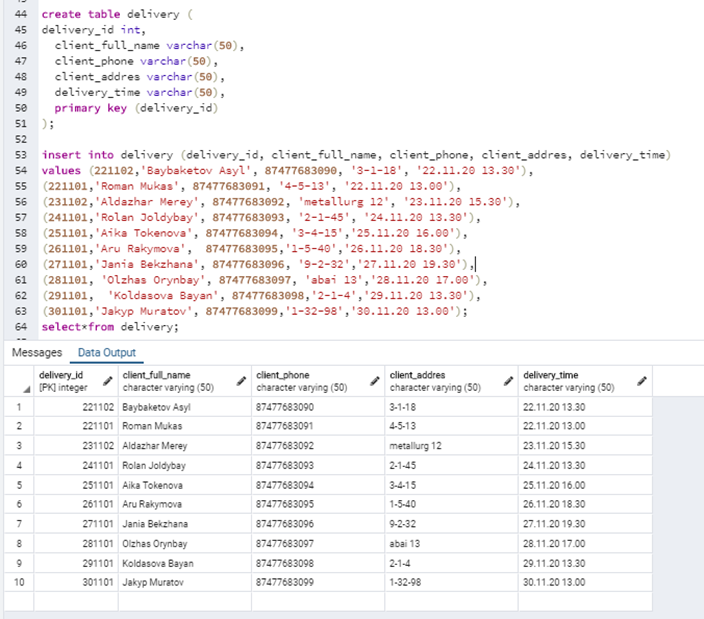 44 create table delivery (
45 delivery_id int,
46 client_full_name varchar(50),
47 client_phone varchar(50),
48 client_addres varchar(50),
49 delivery_time varchar(50),
50 primary key (delivery_id)
51 );
52
53 insert into delivery (delivery_id, client_full_name, client_phone, client_addres, delivery_time)
54 values (221102,'Baybaketov Asyl', 87477683090, '3-1-18', '22.11.20 13.30'),
55 (221101,'Roman Mukas', 87477683091, '4-5-13', '22.11.20 13.00'),
56 (231102,'Aldazhar Merey', 87477683092, 'metallurg 12', '23.11.20 15.30'),
57 (241101,'Rolan Joldybay', 87477683093, '2-1-45', '24.11.20 13.30'),
58 (251101,'Aika Tokenova', 87477683094, '3-4-15','25.11.20 16.00'),
59 (261101,'Aru Rakymova', 87477683095,'1-5-40','26.11.20 18.30'),
60 (271101,'Jania Bekzhana', 87477683096, '9-2-32','27.11.20 19.30'),
61 (281101, 'Olzhas Orynbay', 87477683097, 'abai 13','28.11.20 17.00'),
62 (291101, 'Koldasova Bayan', 87477683098,'2-1-4','29.11.20 13.30'),
63 (301101,'Jakyp Muratov', 87477683099,'1-32-98','30.11.20 13.00');
64 select*from delivery;
Messages Data Output
delivery_id client_full_name client_phone client_addres delivery_time
[PK] integer character varying (50) character varying (50) character varying (50) character varying (50)
1 221102 Baybaketov Asyl 87477683090 3-1-18 22.11.20 13.30
2 221101 Roman Mukas 87477683091 4-5-13 22.11.20 13.00
3 231102 Aldazhar Merey 87477683092 metallurg 12 23.11.20 15.30
4 241101 Rolan Joldybay 87477683093 2-1-45 24.11.20 13.30
5 251101 Aika Tokenova 87477683094 3-4-15 25.11.20 16.00
6 261101 Aru Rakymova 87477683095 1-5-40 26.11.20 18.30
7 271101 Jania Bekzhana 87477683096 9-2-32 27.11.20 19.30
8 281101 Olzhas Orynbay 87477683097 abai 13 28.11.20 17.00
9 291101 Koldasova Bayan 87477683098 2-1-4 29.11.20 13.30
10 301101 Jakyp Muratov 87477683099 1-32-98 30.11.20 13.00